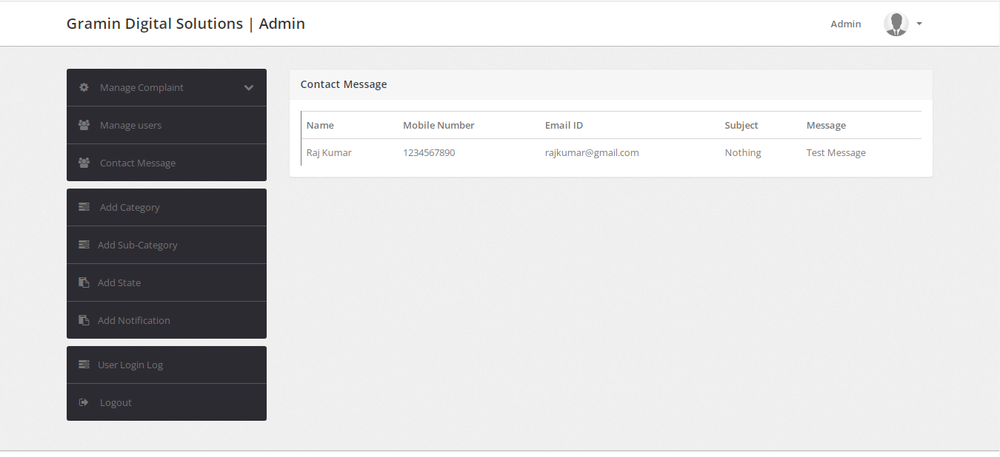 Gramin Digital Solutions | Admin
Admin
Manage Complaint
Manage users
Contact Message
Add Category
Add Sub-Category
Add State
Add Notification
User Login Log
Logout
Contact Message
Name Mobile Number Email ID Subject Message
Raj Kumar 1234567890 rajkumar@gmail.com Nothing Test Message